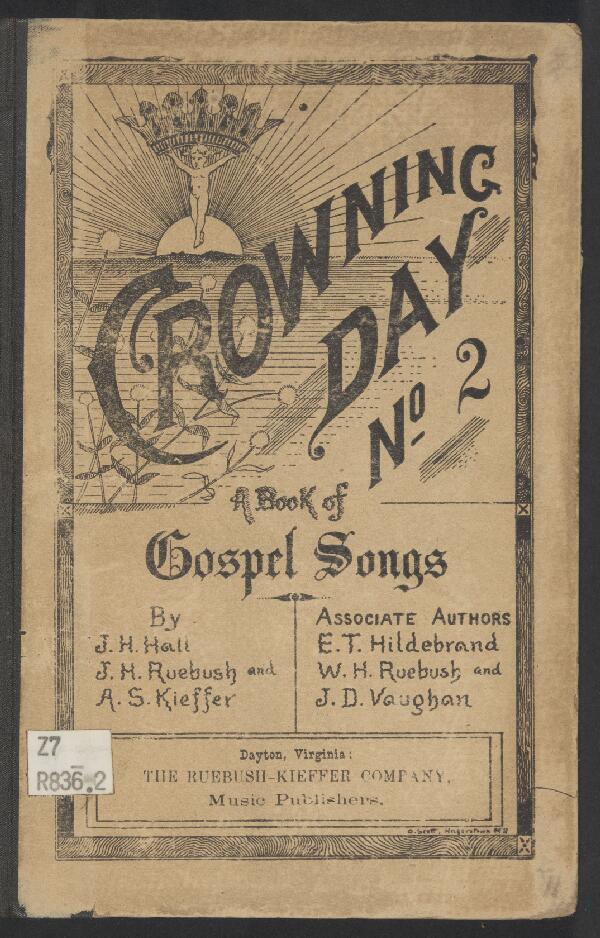 CROWNING
DAY
No 2
A Book of
Gospel Songs
By
J. H. Hall
J. H. Ruebush and
A. S. Kieffer
ASSOCIATE AUTHORS
E. T. Hildebrand
W. H. Ruebush and
J. D. Vaughan
Z7
R836.2
Dayton, Virginia:
THE RUEBUSH-KIEFFER COMPANY,
Music Publishers.